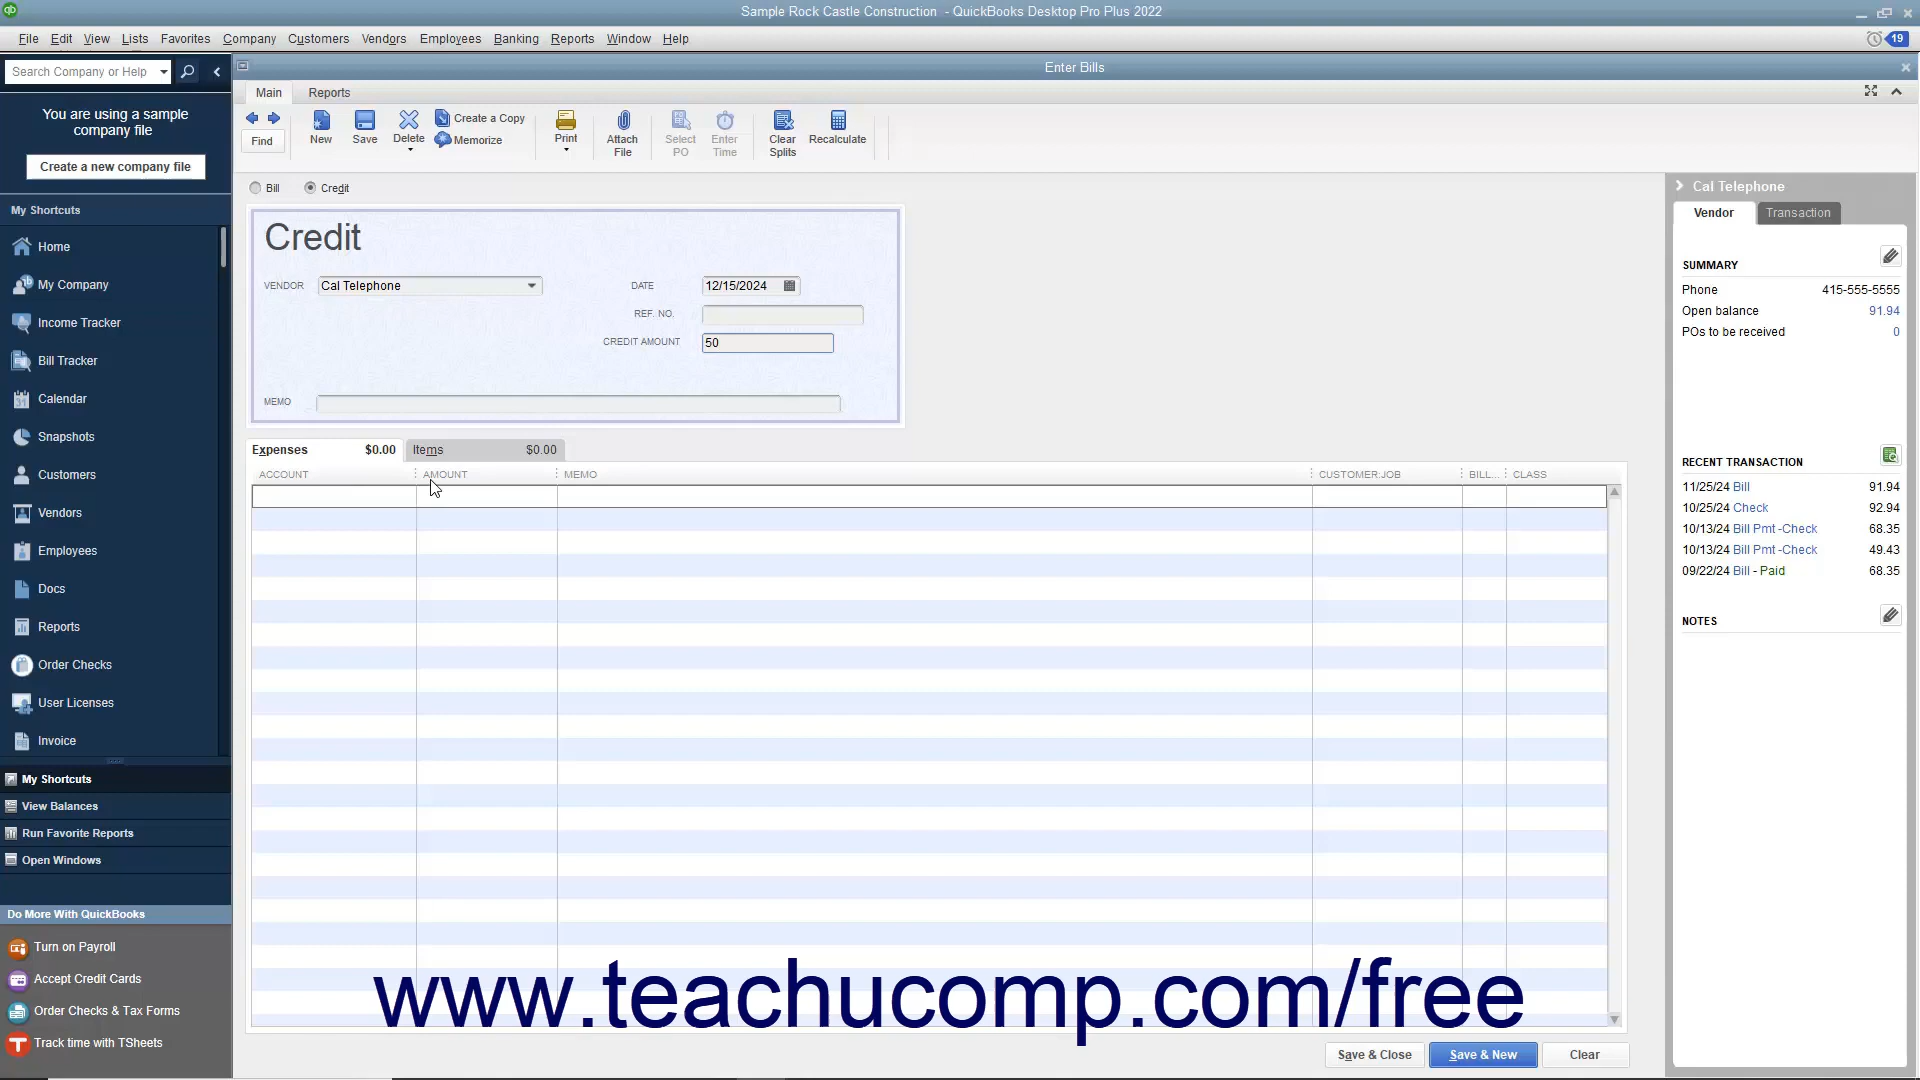 Sample Rock Castle Construction - QuickBooks Desktop Pro Plus 2022
File Edit View Lists Favorites Company Customers Vendors Employees Banking Reports Window Help
19
Search Company or Help
Enter Bills
You are using a sample
company file
Create a new company file
My Shortcuts
Home
My Company
Income Tracker
Bill Tracker
Calendar
Snapshots
Customers
Vendors
Employees
Docs
Reports
Order Checks
User Licenses
Invoice
My Shortcuts
View Balances
Run Favorite Reports
Open Windows
Do More With QuickBooks
Turn on Payroll
Accept Credit Cards
Order Checks & Tax Forms
Track time with TSheets
Main Reports
Find
New
Save
Delete
Create a Copy
Memorize
Print
Attach
File
Select
PO
Enter
Time
Clear
Splits
Recalculate
Bill Credit
Credit
VENDOR Cal Telephone
DATE 12/15/2024
REF. NO.
CREDIT AMOUNT 50
MEMO
Expenses $0.00 Items $0.00
ACCOUNT AMOUNT MEMO CUSTOMER:JOB BILL... CLASS
www.teachucomp.com/free
Save & Close Save & New Clear
Cal Telephone
Vendor Transaction
SUMMARY
Phone 415-555-5555
Open balance 91.94
POs to be received 0
RECENT TRANSACTION
11/25/24 Bill 91.94
10/25/24 Check 92.94
10/13/24 Bill Pmt -Check 68.35
10/13/24 Bill Pmt -Check 49.43
09/22/24 Bill - Paid 68.35
NOTES